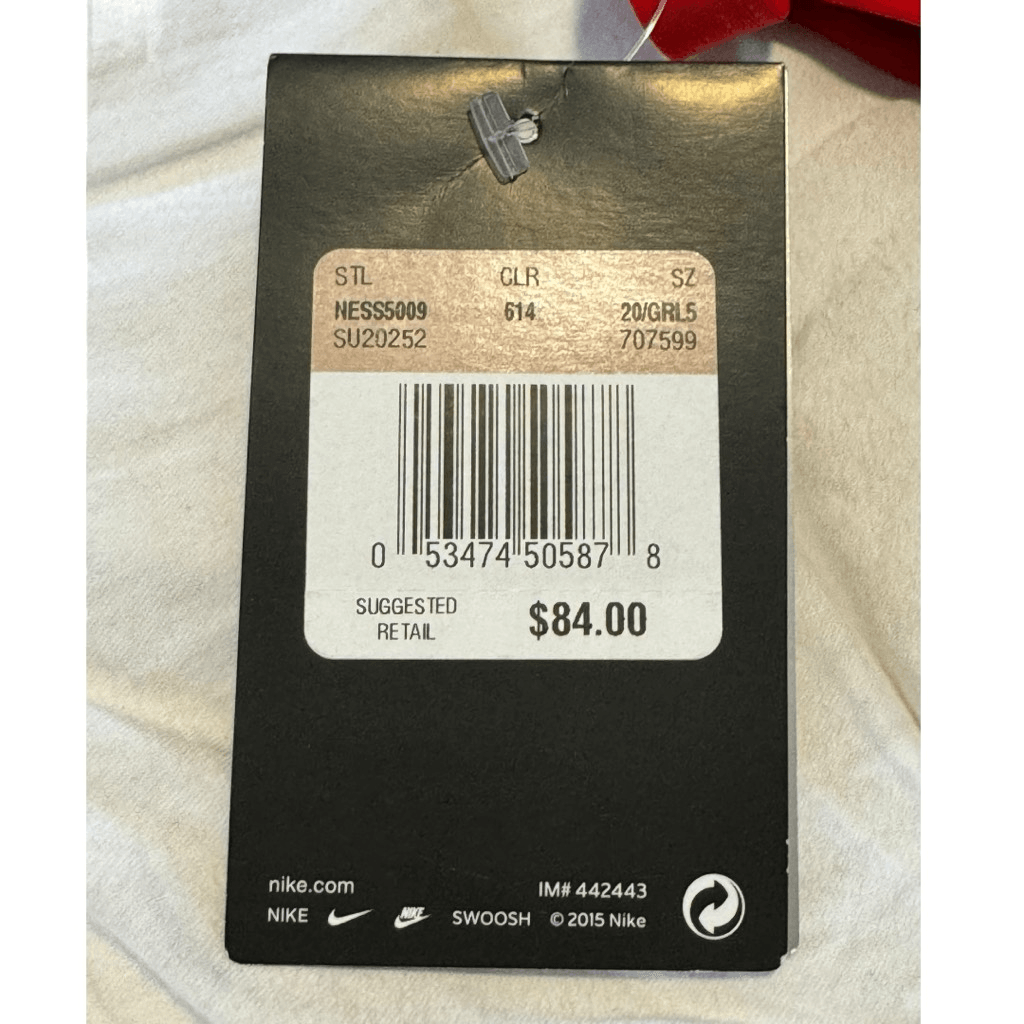 STL CLR SZ
NESS5009 614 20/GRL5
SU20252 707599
0 53474 50587 8
SUGGESTED RETAIL $84.00
nike.com IM# 442443
NIKE NIKE SWOOSH © 2015 Nike